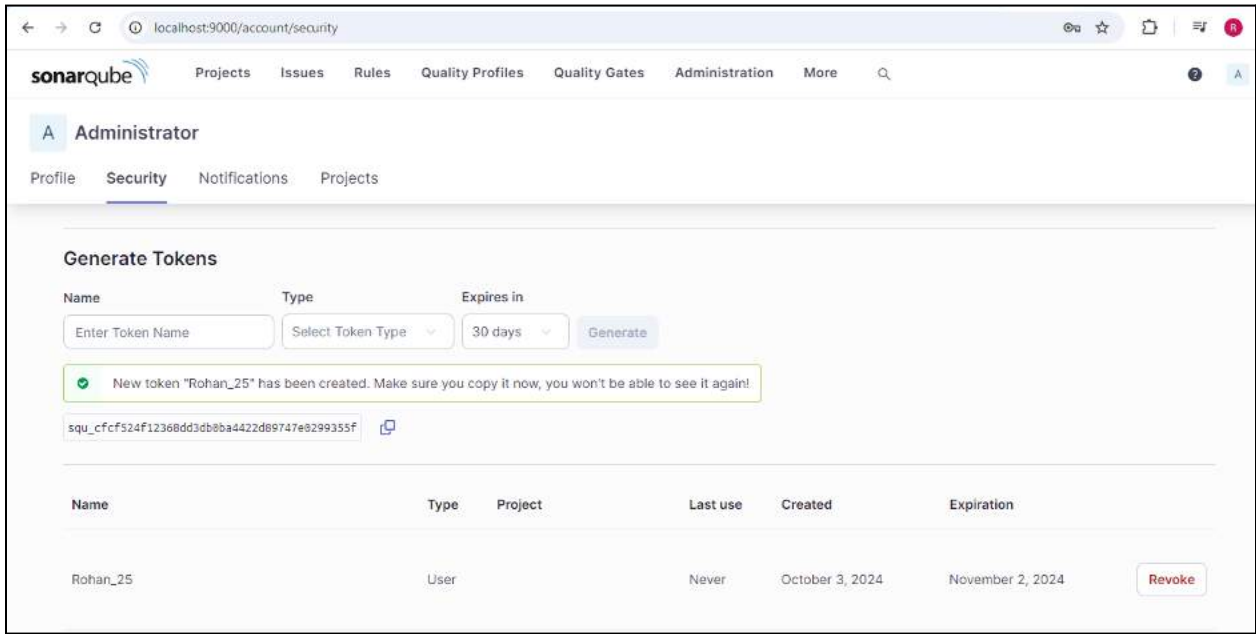 localhost:9000/account/security
R
sonarqube Projects Issues Rules Quality Profiles Quality Gates Administration More ? A
A Administrator
Profile Security Notifications Projects
Generate Tokens
Name Type Expires in
Enter Token Name Select Token Type 30 days Generate
New token "Rohan_25" has been created. Make sure you copy it now, you won't be able to see it again!
Name Type Project Last use Created Expiration
Rohan_25 User Never October 3, 2024 November 2, 2024 Revoke